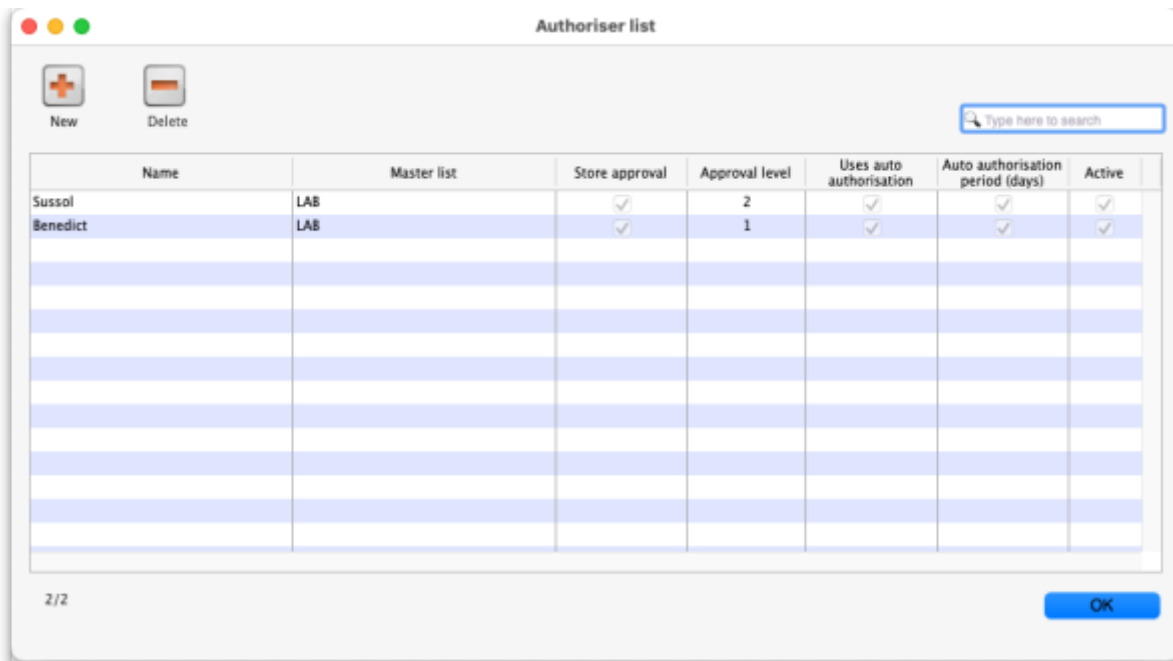 Authoriser list
New Delete
Type here to search
Name Master list Store approval Approval level Uses auto authorisation Auto authorisation period (days) Active
Sussol LAB 2
Benedict LAB 1
2/2 OK